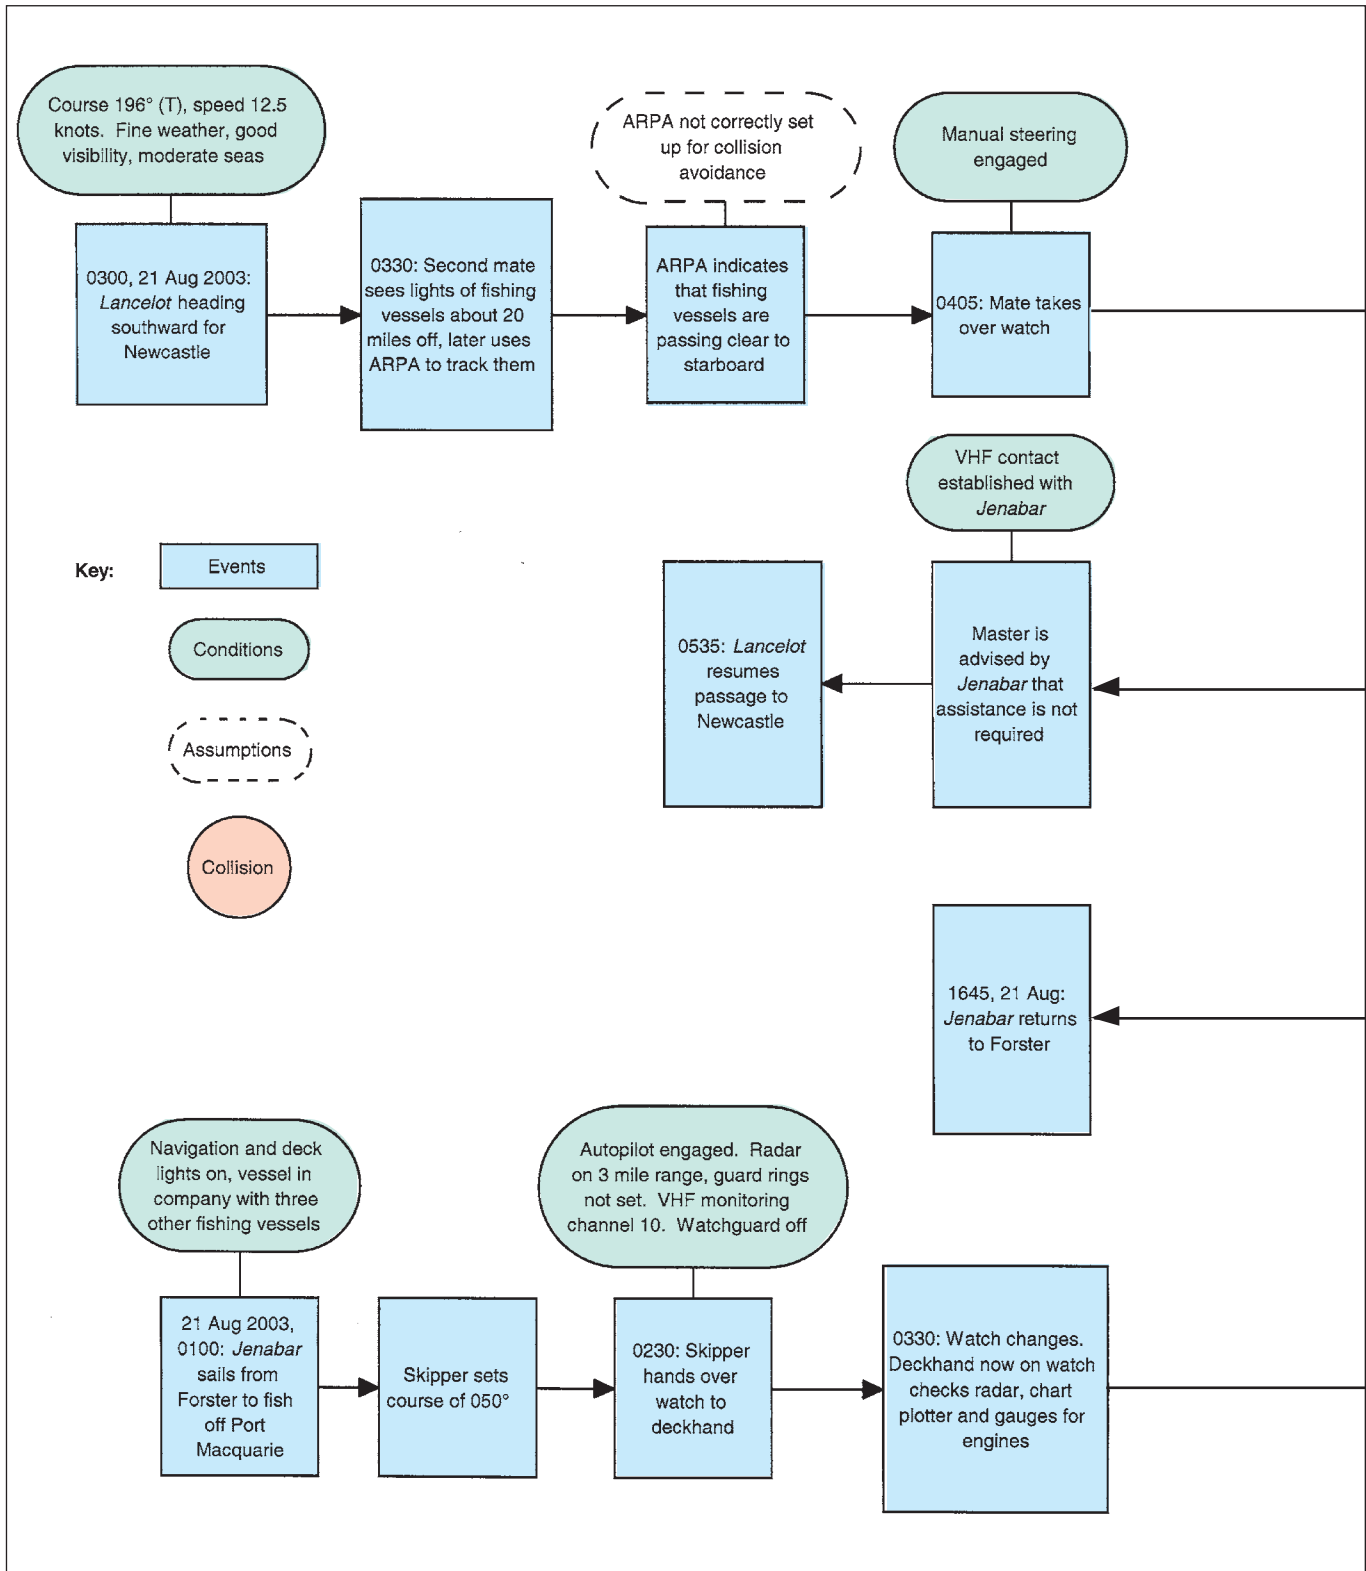 Course 196° (T), speed 12.5
knots. Fine weather, good
visibility, moderate seas
ARPA not correctly set
up for collision
avoidance
Manual steering
engaged
0300, 21 Aug 2003:
Lancelot heading
southward for
Newcastle
0330: Second mate
sees lights of fishing
vessels about 20
miles off, later uses
ARPA to track them
ARPA indicates
that fishing
vessels are
passing clear to
starboard
0405: Mate takes
over watch
VHF contact
established with
Jenabar
Key:
Events
Conditions
Assumptions
Collision
0535: Lancelot
resumes
passage to
Newcastle
Master is
advised by
Jenabar that
assistance is not
required
1645, 21 Aug:
Jenabar returns
to Forster
Navigation and deck
lights on, vessel in
company with three
other fishing vessels
Autopilot engaged. Radar
on 3 mile range, guard rings
not set. VHF monitoring
channel 10. Watchguard off
21 Aug 2003,
0100: Jenabar
sails from
Forster to fish
off Port
Macquarie
Skipper sets
course of 050°
0230: Skipper
hands over
watch to
deckhand
0330: Watch changes.
Deckhand now on watch
checks radar, chart
plotter and gauges for
engines